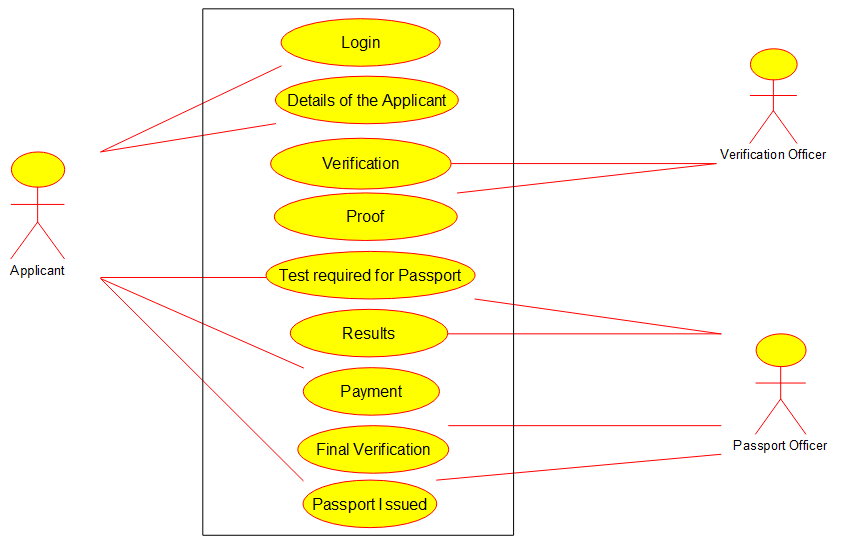 Login
Details of the Applicant
Verification
Verification Officer
Proof
Applicant
Test required for Passport
Results
Payment
Passport Officer
Final Verification
Passport Issued